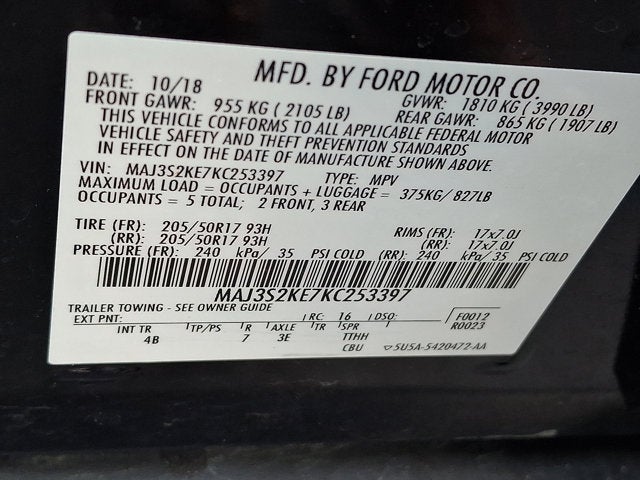 MFD. BY FORD MOTOR CO.
DATE: 10/18 GVWR: 1810 KG ( 3990 LB)
FRONT GAWR: 955 KG ( 2105 LB) REAR GAWR: 865 KG ( 1907 LB)
THIS VEHICLE CONFORMS TO ALL APPLICABLE FEDERAL MOTOR
VEHICLE SAFETY AND THEFT PREVENTION STANDARDS
IN EFFECT ON THE DATE OF MANUFACTURE SHOWN ABOVE.
VIN: MAJ3S2KE7KC253397 TYPE: MPV
MAXIMUM LOAD = OCCUPANTS + LUGGAGE = 375KG/ 827LB
OCCUPANTS = 5 TOTAL; 2 FRONT, 3 REAR
TIRE (FR): 205/50R17 93H RIMS (FR): 17x7.0J
(RR): 205/50R17 93H (RR): 17x7.0J
PRESSURE (FR): 240 kPa/ 35 PSI COLD (RR): 240 kPa/ 35 PSI COLD
MAJ3S2KE7KC253397
TRAILER TOWING - SEE OWNER GUIDE
EXT PNT: RC: 16 DSO: F0012
R0023
INT TR TP/PS R AXLE TR SPR
4B 7 3E TTHH
CBU 5U5A-5420472-AA